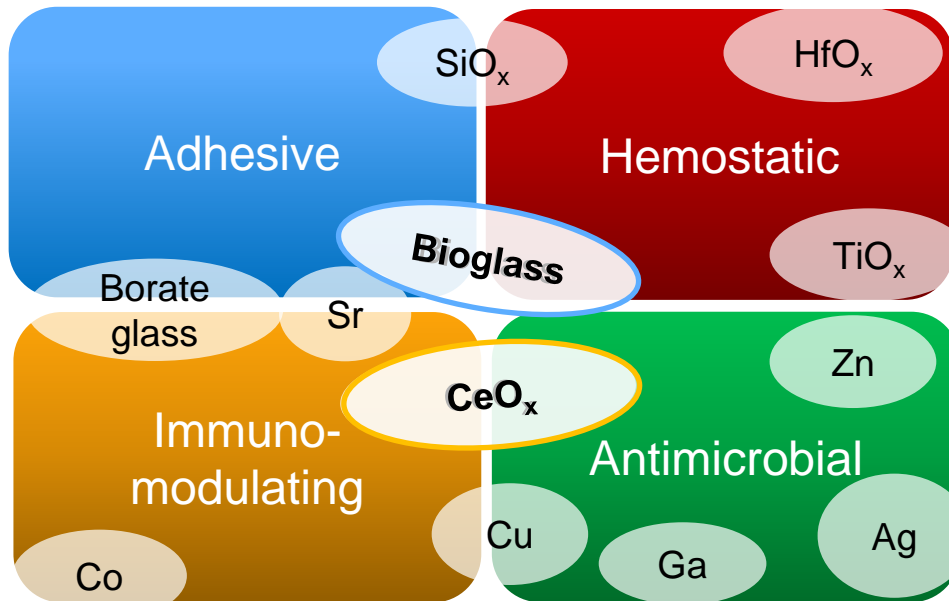 SiOₓ
HfOₓ
Adhesive
Hemostatic
Bioglass
TiOₓ
Borate
glass
Sr
Zn
CeOₓ
Immuno-
modulating
Antimicrobial
Cu
Ag
Ga
Co